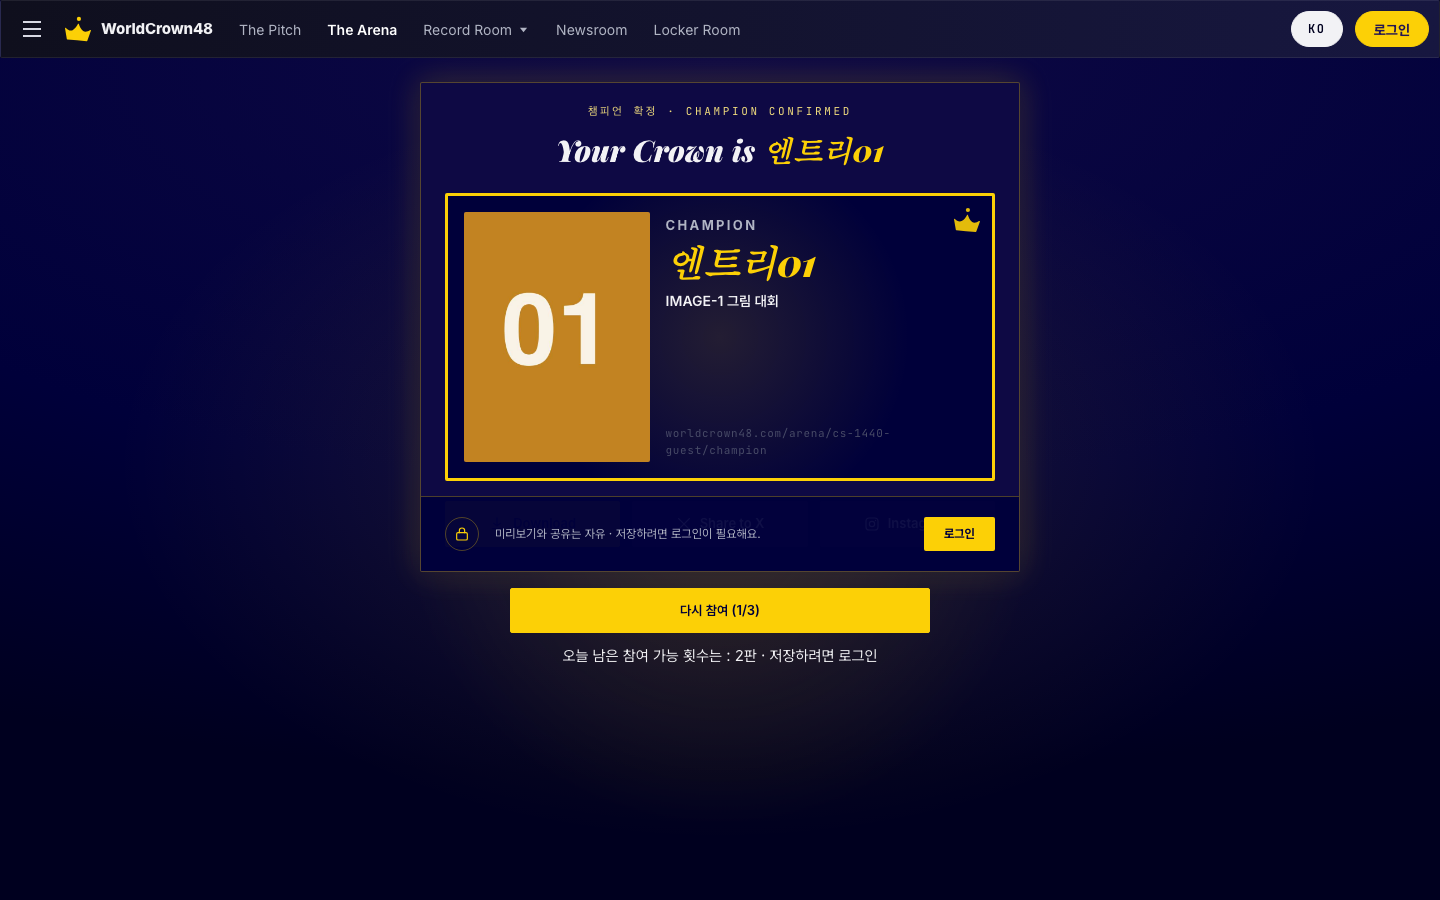 WorldCrown48 The Pitch The Arena Record Room Newsroom Locker Room KO 로그인
챔피언 확정 · CHAMPION CONFIRMED
Your Crown is 엔트리01
01
CHAMPION
엔트리01
IMAGE-1 그림 대회
worldcrown48.com/arena/cs-1440-
guest/champion
Share to X
미리보기와 공유는 자유 · 저장하려면 로그인이 필요해요.
로그인
다시 참여 (1/3)
오늘 남은 참여 가능 횟수는 : 2판 · 저장하려면 로그인